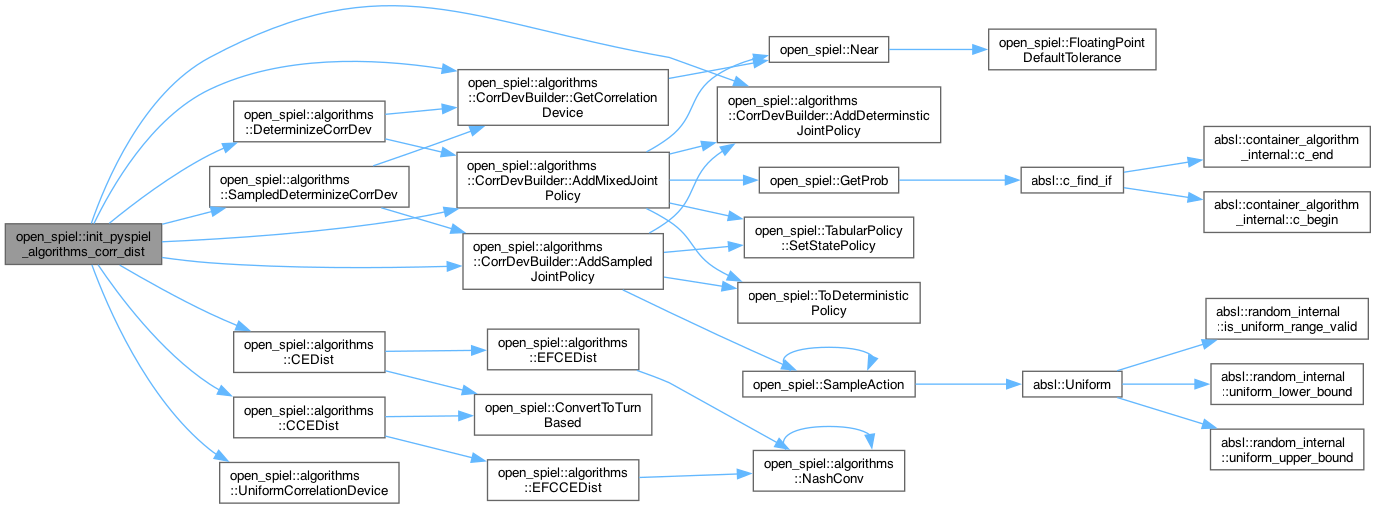 open_spiel::init_pyspiel
_algorithms_corr_dist
open_spiel::algorithms
::DeterminizeCorrDev
open_spiel::algorithms
::SampledDeterminizeCorrDev
open_spiel::algorithms
::CEDist
open_spiel::algorithms
::CCEDist
open_spiel::algorithms
::UniformCorrelationDevice
open_spiel::algorithms
::CorrDevBuilder::GetCorrelation
Device
open_spiel::algorithms
::CorrDevBuilder::AddMixedJoint
Policy
open_spiel::algorithms
::CorrDevBuilder::AddSampled
JointPolicy
open_spiel::algorithms
::EFCEDist
open_spiel::ConvertToTurn
Based
open_spiel::algorithms
::EFCCEDist
open_spiel::Near
open_spiel::algorithms
::CorrDevBuilder::AddDeterminstic
JointPolicy
open_spiel::GetProb
open_spiel::TabularPolicy
::SetStatePolicy
open_spiel::ToDeterministic
Policy
open_spiel::SampleAction
open_spiel::algorithms
::NashConv
open_spiel::FloatingPoint
DefaultTolerance
absl::c_find_if
absl::Uniform
absl::container_algorithm
_internal::c_end
absl::container_algorithm
_internal::c_begin
absl::random_internal
::is_uniform_range_valid
absl::random_internal
::uniform_lower_bound
absl::random_internal
::uniform_upper_bound